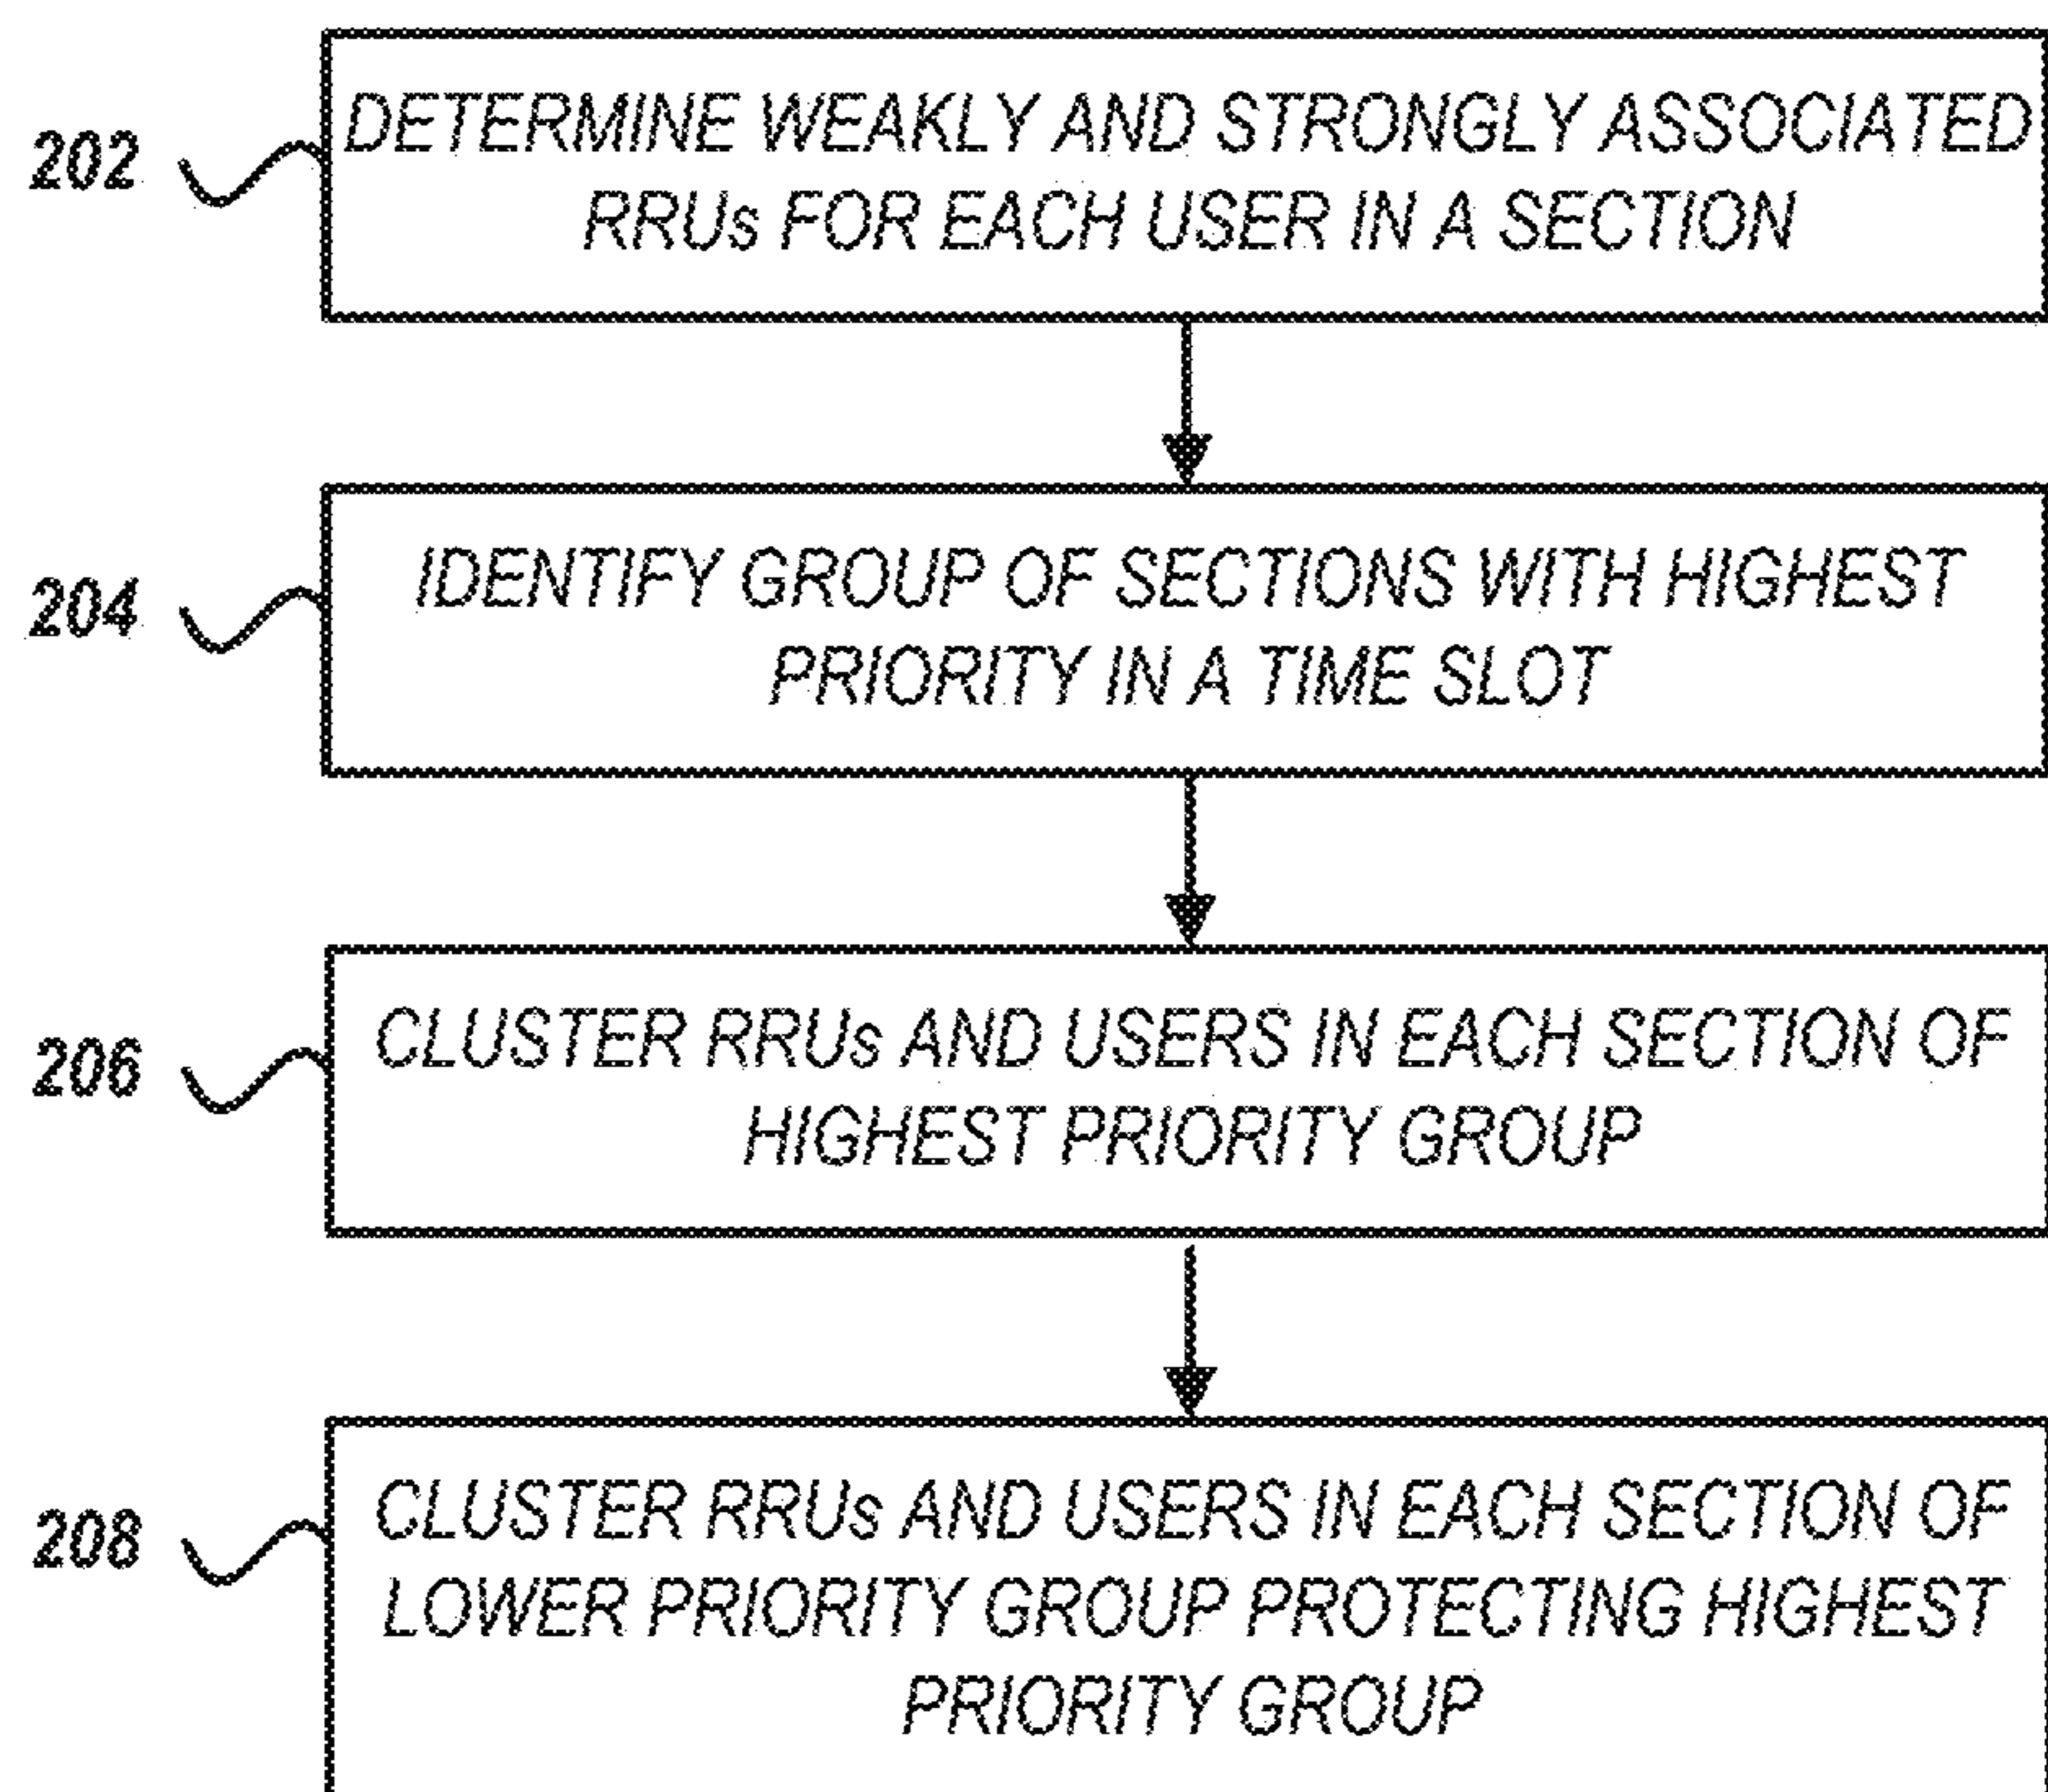 202
DETERMINE WEAKLY AND STRONGLY ASSOCIATED
RRUs FOR EACH USER IN A SECTION
204
IDENTIFY GROUP OF SECTIONS WITH HIGHEST
PRIORITY IN A TIME SLOT
206
CLUSTER RRUs AND USERS IN EACH SECTION OF
HIGHEST PRIORITY GROUP
208
CLUSTER RRUs AND USERS IN EACH SECTION OF
LOWER PRIORITY GROUP PROTECTING HIGHEST
PRIORITY GROUP